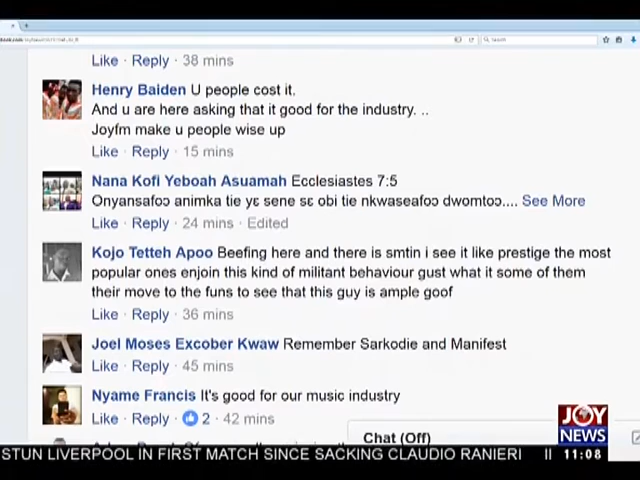 Like · Reply · 38 mins
Henry Baiden U people cost it.
And u are here asking that it good for the industry. ..
Joyfm make u people wise up
Like · Reply · 15 mins
Nana Kofi Yeboah Asuamah Ecclesiastes 7:5
Onyansafoɔ animka tie yɛ sene sɛ obi tie nkwaseafoɔ dwomtoɔ.... See More
Like · Reply · 24 mins · Edited
Kojo Tetteh Apoo Beefing here and there is smtin i see it like prestige the most
popular ones enjoin this kind of militant behaviour gust what it some of them
their move to the funs to see that this guy is ample goof
Like · Reply · 36 mins
Joel Moses Excober Kwaw Remember Sarkodie and Manifest
Like · Reply · 45 mins
Nyame Francis It's good for our music industry
Like · Reply · 2 · 42 mins
Chat (Off)
JOY
NEWS
STUN LIVERPOOL IN FIRST MATCH SINCE SACKING CLAUDIO RANIERI
11:08